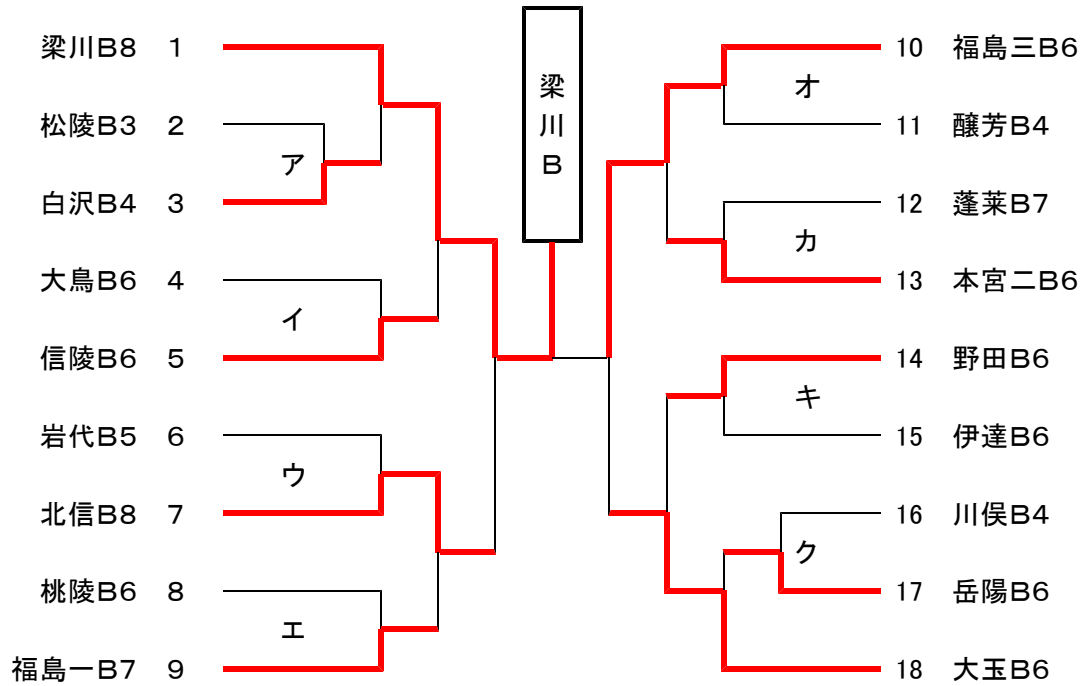 梁川B8 1
松陵B3 2
ア
白沢B4 3
大鳥B6 4
イ
信陵B6 5
岩代B5 6
ウ
北信B8 7
桃陵B6 8
エ
福島一B7 9
梁川B
10 福島三B6
オ
11 醸芳B4
12 蓬莱B7
カ
13 本宮二B6
14 野田B6
キ
15 伊達B6
16 川俣B4
ク
17 岳陽B6
18 大玉B6